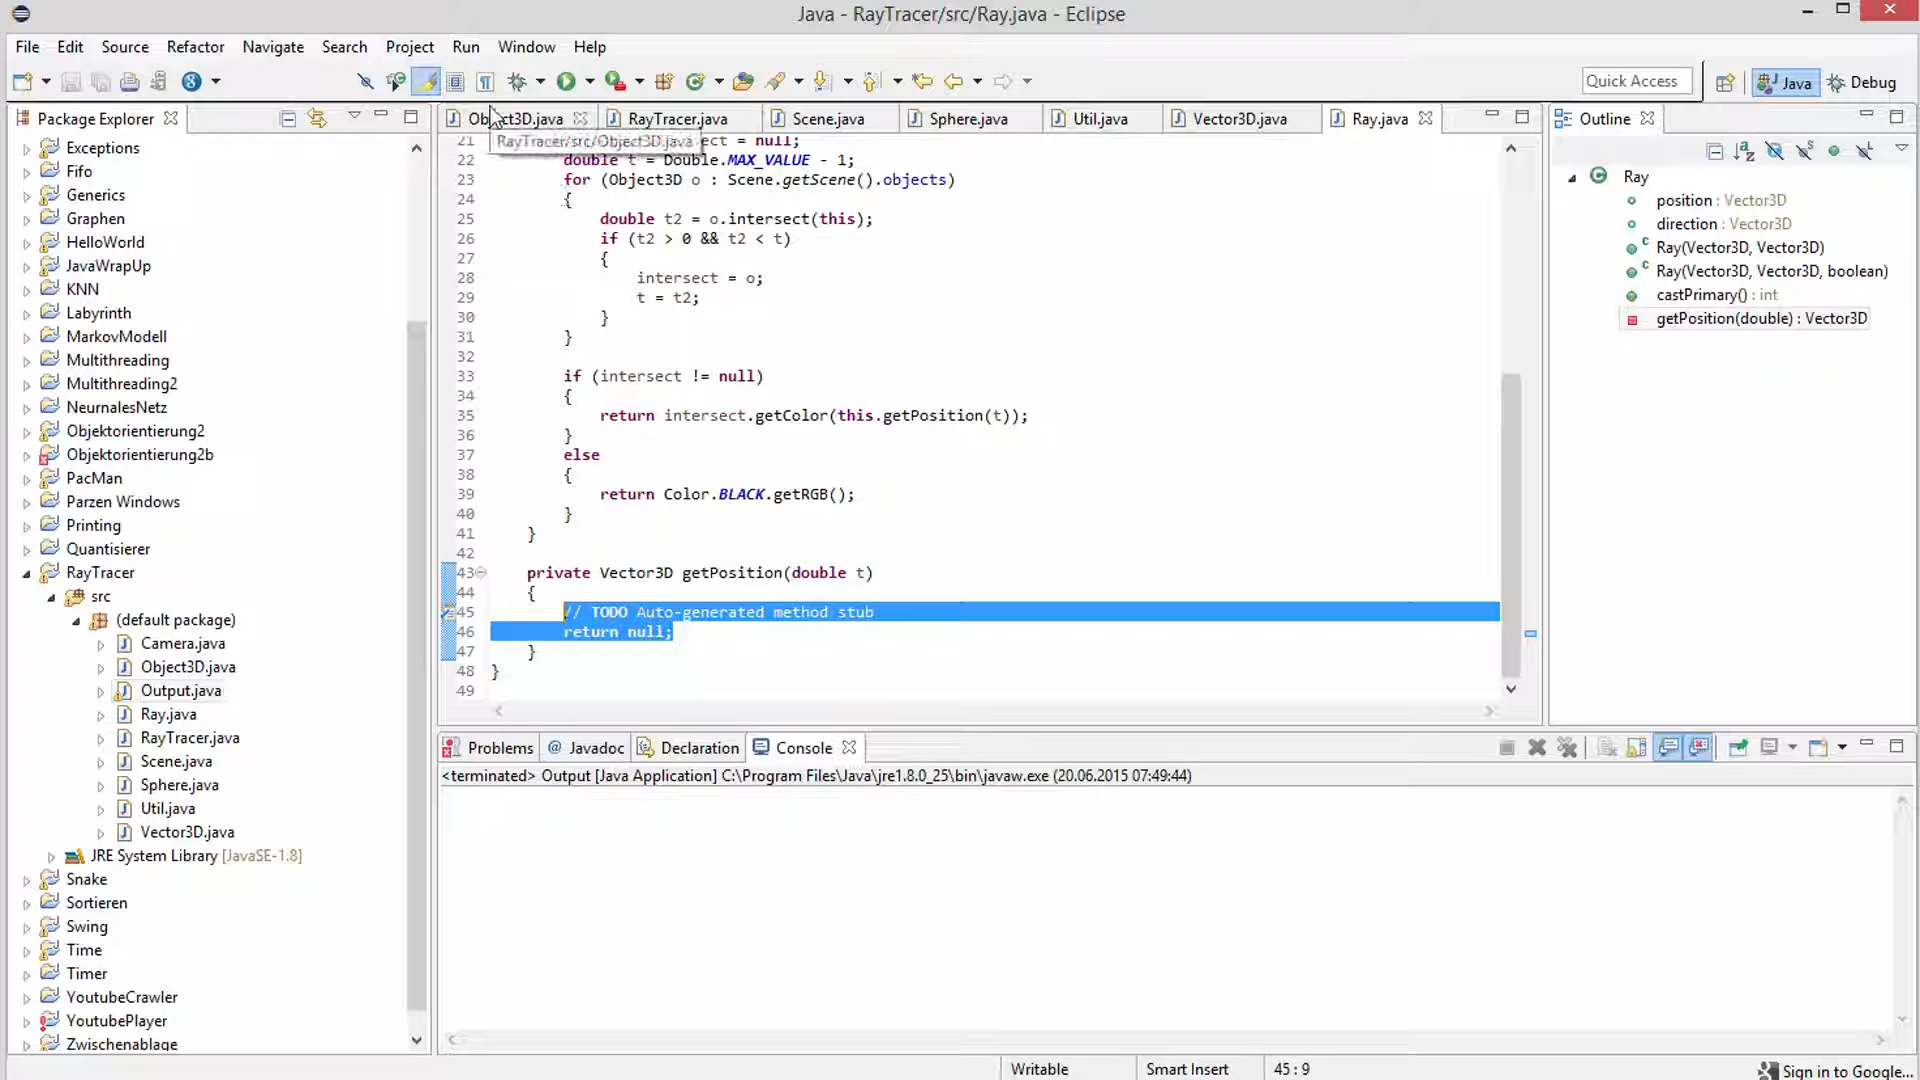 Java - RayTracer/src/Ray.java - Eclipse
File Edit Source Refactor Navigate Search Project Run Window Help
Quick Access
Java
Debug
Package Explorer
Exceptions
Fifo
Generics
Graphen
HelloWorld
JavaWrapUp
KNN
Labyrinth
MarkovModell
Multithreading
Multithreading2
NeurnalesNetz
Objektorientierung2
Objektorientierung2b
PacMan
Parzen Windows
Printing
Quantisierer
RayTracer
src
(default package)
Camera.java
Object3D.java
Output.java
Ray.java
RayTracer.java
Scene.java
Sphere.java
Util.java
Vector3D.java
JRE System Library [JavaSE-1.8]
Snake
Sortieren
Swing
Time
Timer
YoutubeCrawler
YoutubePlayer
Zwischenablage
Object3D.java RayTracer.java Scene.java Sphere.java Util.java Vector3D.java Ray.java
RayTracer/src/Object3D.java
21 ect = null;
22 double t = Double.MAX_VALUE - 1;
23 for (Object3D o : Scene.getScene().objects)
24 {
25 double t2 = o.intersect(this);
26 if (t2 > 0 && t2 < t)
27 {
28 intersect = o;
29 t = t2;
30 }
31 }
32
33 if (intersect != null)
34 {
35 return intersect.getColor(this.getPosition(t));
36 }
37 else
38 {
39 return Color.BLACK.getRGB();
40 }
41 }
42
43 private Vector3D getPosition(double t)
44 {
45 // TODO Auto-generated method stub
46 return null;
47 }
48 }
49
Outline
Ray
position : Vector3D
direction : Vector3D
Ray(Vector3D, Vector3D)
Ray(Vector3D, Vector3D, boolean)
castPrimary() : int
getPosition(double) : Vector3D
Problems @ Javadoc Declaration Console
<terminated> Output [Java Application] C:\Program Files\Java\jre1.8.0_25\bin\javaw.exe (20.06.2015 07:49:44)
Writable Smart Insert 45 : 9 Sign in to Google...